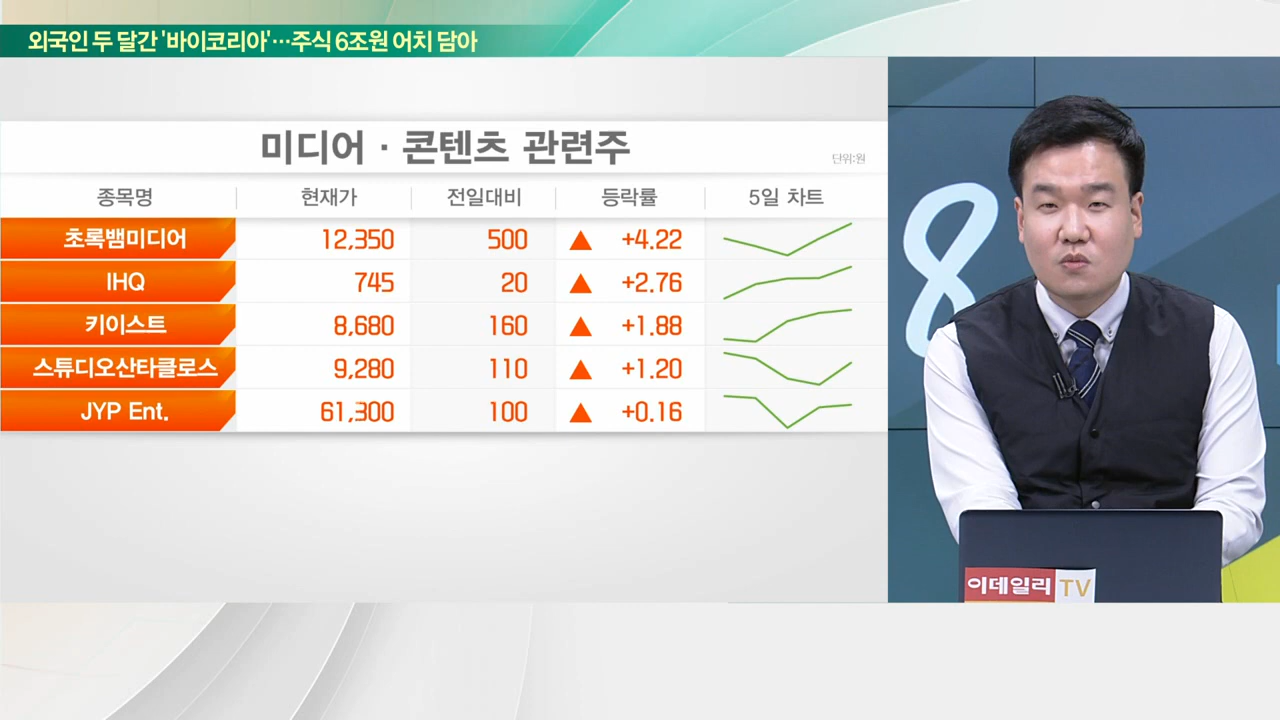 외국인 두 달간 '바이코리아'…주식 6조원 어치 담아
미디어 · 콘텐츠 관련주
단위:원
종목명 현재가 전일대비 등락률 5일 차트
초록뱀미디어 12,350 500 ▲ +4.22
IHQ 745 20 ▲ +2.76
키이스트 8,680 160 ▲ +1.88
스튜디오산타클로스 9,280 110 ▲ +1.20
JYP Ent. 61,300 100 ▲ +0.16
8
이데일리 TV